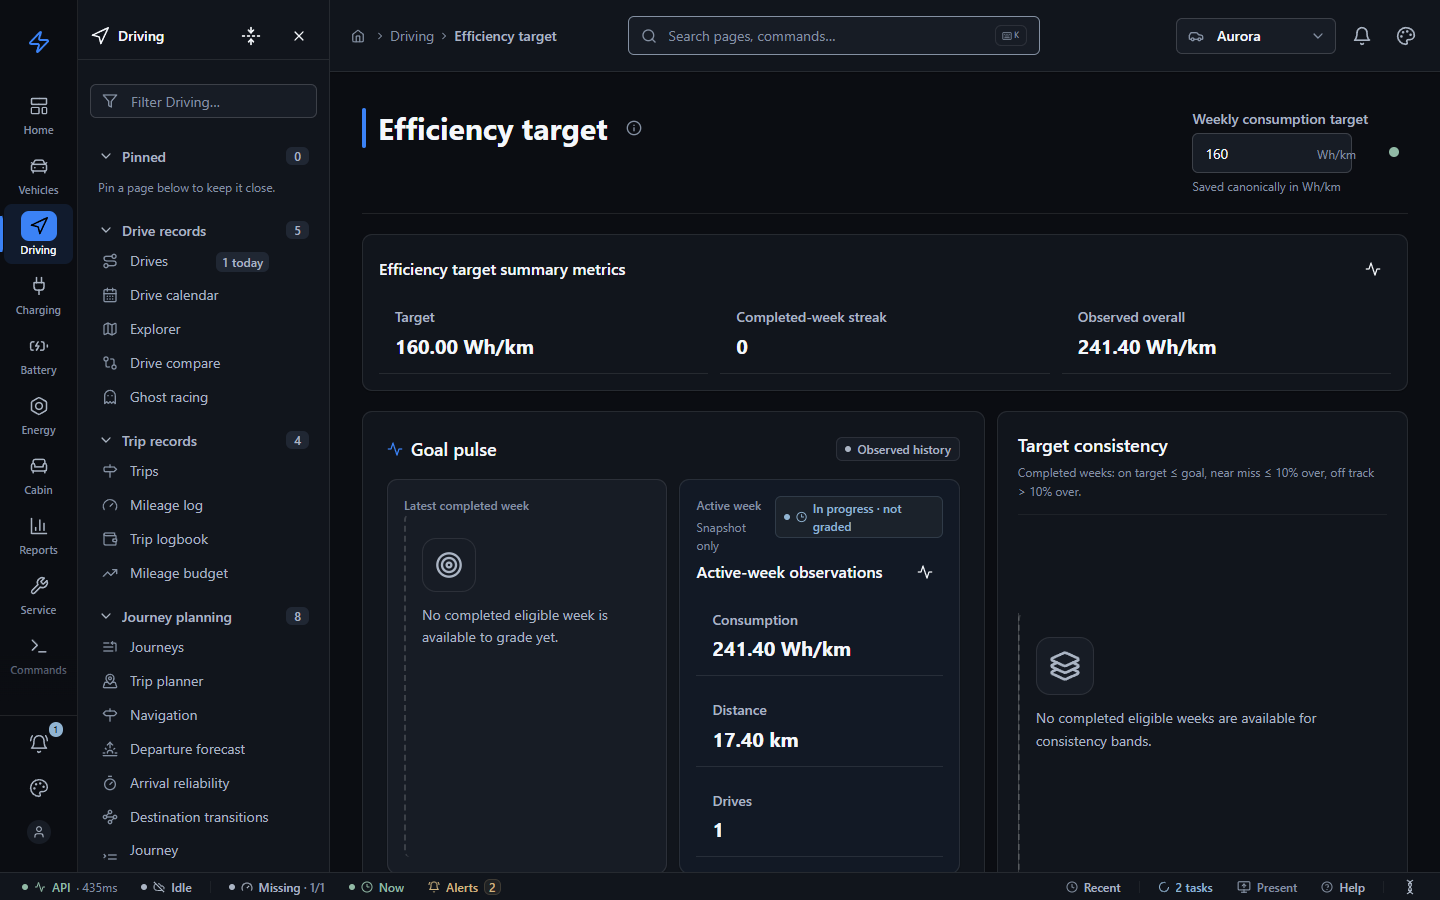 Home
Vehicles
Driving
Charging
Battery
Energy
Cabin
Reports
Service
Commands
1
Driving
Filter Driving...
Pinned 0
Pin a page below to keep it close.
Drive records 5
Drives 1 today
Drive calendar
Explorer
Drive compare
Ghost racing
Trip records 4
Trips
Mileage log
Trip logbook
Mileage budget
Journey planning 8
Journeys
Trip planner
Navigation
Departure forecast
Arrival reliability
Destination transitions
Journey
Driving > Efficiency target
Search pages, commands... K
Aurora
Efficiency target
Weekly consumption target
160 Wh/km
Saved canonically in Wh/km
Efficiency target summary metrics
Target
160.00 Wh/km
Completed-week streak
0
Observed overall
241.40 Wh/km
Goal pulse
Observed history
Latest completed week
No completed eligible week is
available to grade yet.
Active week
Snapshot
only
In progress · not
graded
Active-week observations
Consumption
241.40 Wh/km
Distance
17.40 km
Drives
1
Target consistency
Completed weeks: on target ≤ goal, near miss ≤ 10% over, off track
> 10% over.
No completed eligible weeks are available for
consistency bands.
API · 435ms
Idle
Missing · 1/1
Now
Alerts 2
Recent
2 tasks
Present
Help